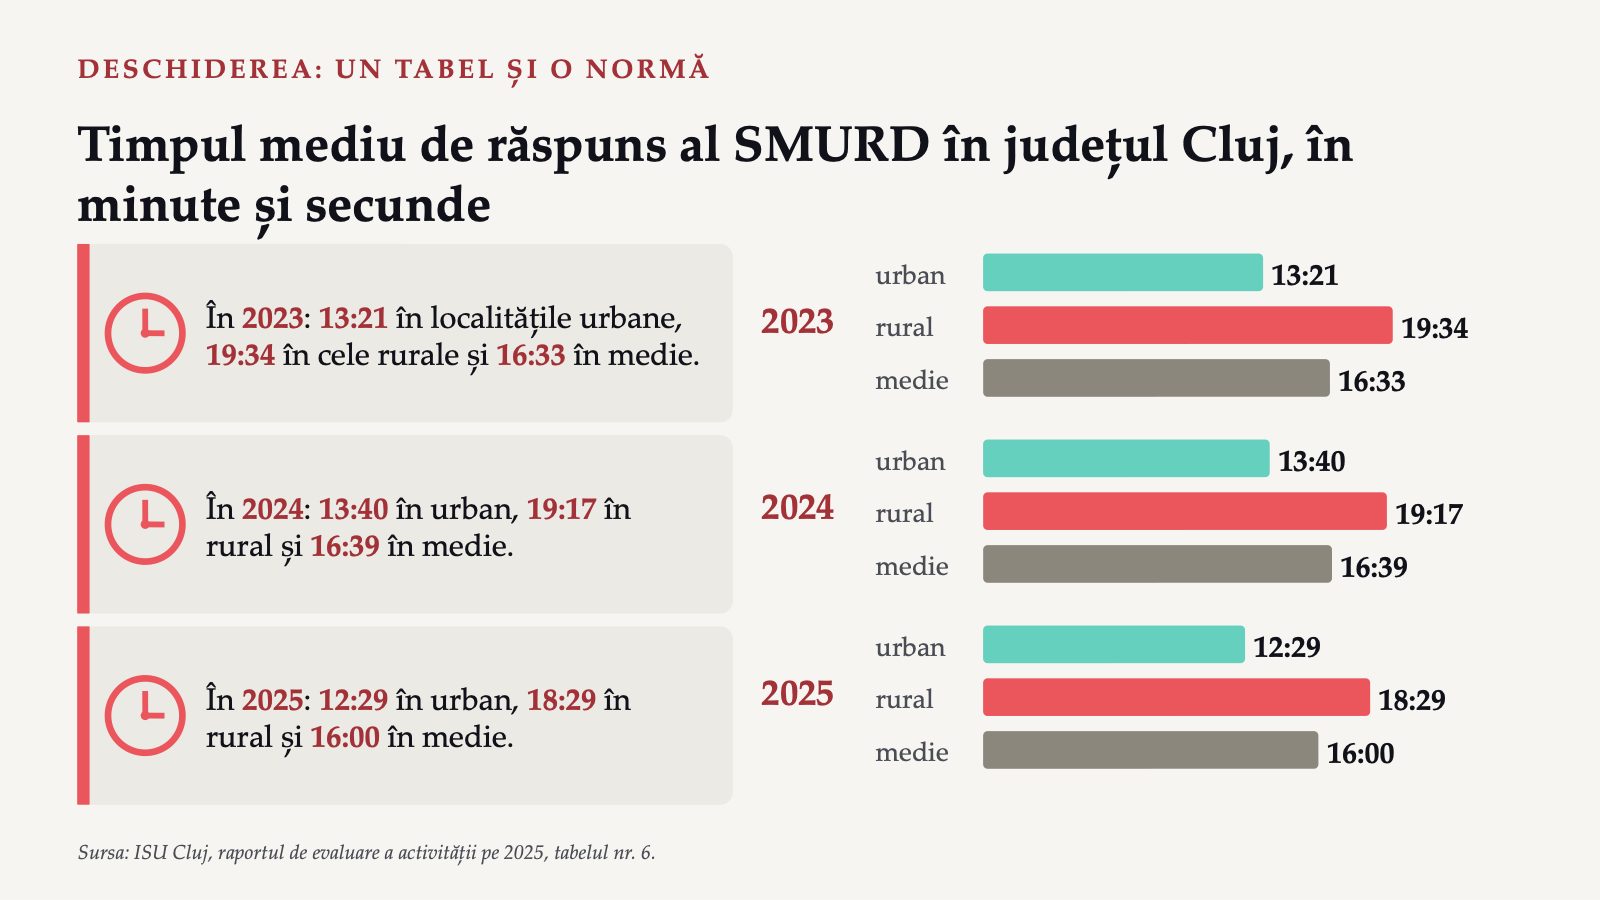 DESCHIDEREA: UN TABEL ȘI O NORMĂ
Timpul mediu de răspuns al SMURD în județul Cluj, în
minute și secunde
În 2023: 13:21 în localitățile urbane,
19:34 în cele rurale și 16:33 în medie.
În 2024: 13:40 în urban, 19:17 în
rural și 16:39 în medie.
În 2025: 12:29 în urban, 18:29 în
rural și 16:00 în medie.
2023
urban 13:21
rural 19:34
medie 16:33
2024
urban 13:40
rural 19:17
medie 16:39
2025
urban 12:29
rural 18:29
medie 16:00
Sursa: ISU Cluj, raportul de evaluare a activității pe 2025, tabelul nr. 6.